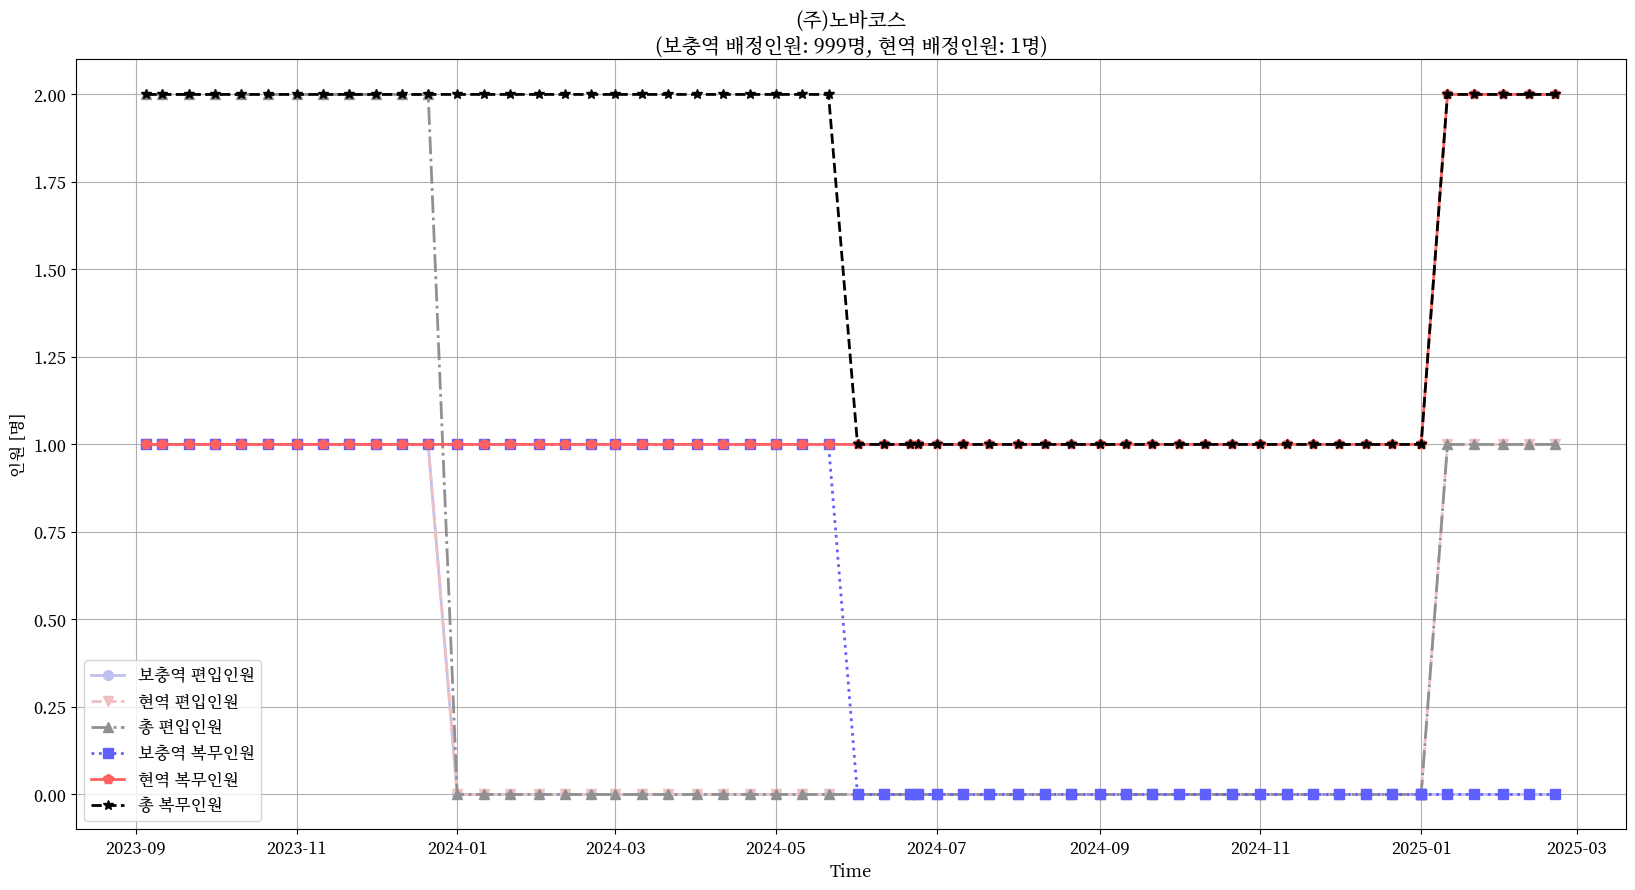 (주)노바코스
(보충역 배정인원: 999명, 현역 배정인원: 1명)
인원 [명]
2.00
1.75
1.50
1.25
1.00
0.75
0.50
0.25
0.00
보충역 편입인원
현역 편입인원
총 편입인원
보충역 복무인원
현역 복무인원
총 복무인원
2023-09 2023-11 2024-01 2024-03 2024-05 2024-07 2024-09 2024-11 2025-01 2025-03
Time